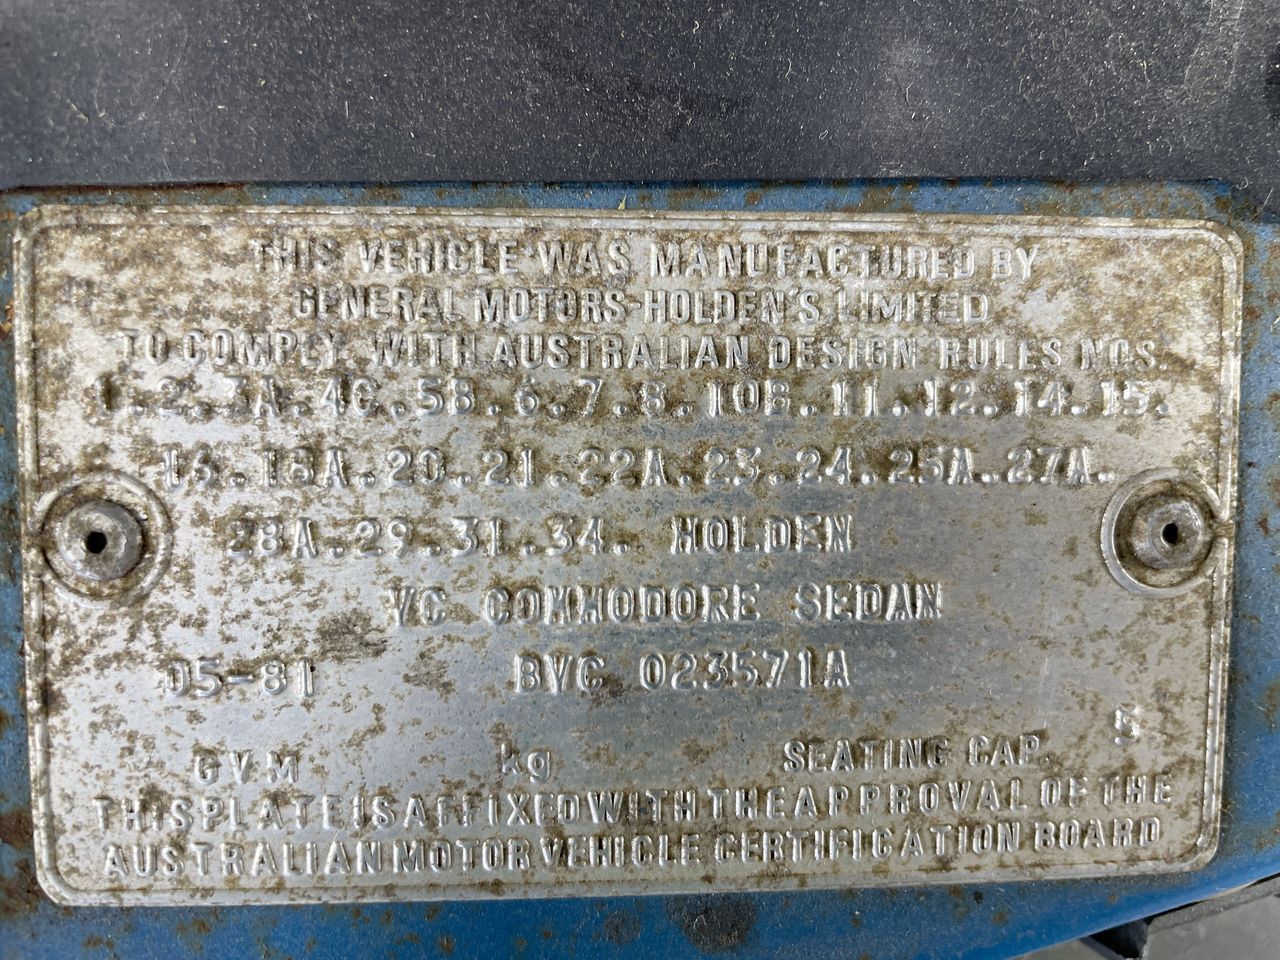 THIS VEHICLE WAS MANUFACTURED BY
GENERAL MOTORS-HOLDEN'S LIMITED
TO COMPLY WITH AUSTRALIAN DESIGN RULES NOS.
1.2.3A.4C.5B.6.7.8.10B.11.12.14.15.
16.18A.20.21.22A.23.24.25A.27A.
28A.29.31.34. HOLDEN
VC COMMODORE SEDAN
05-81 BVC 023571A
GVM kg SEATING CAP. 5
THIS PLATE IS AFFIXED WITH THE APPROVAL OF THE
AUSTRALIAN MOTOR VEHICLE CERTIFICATION BOARD